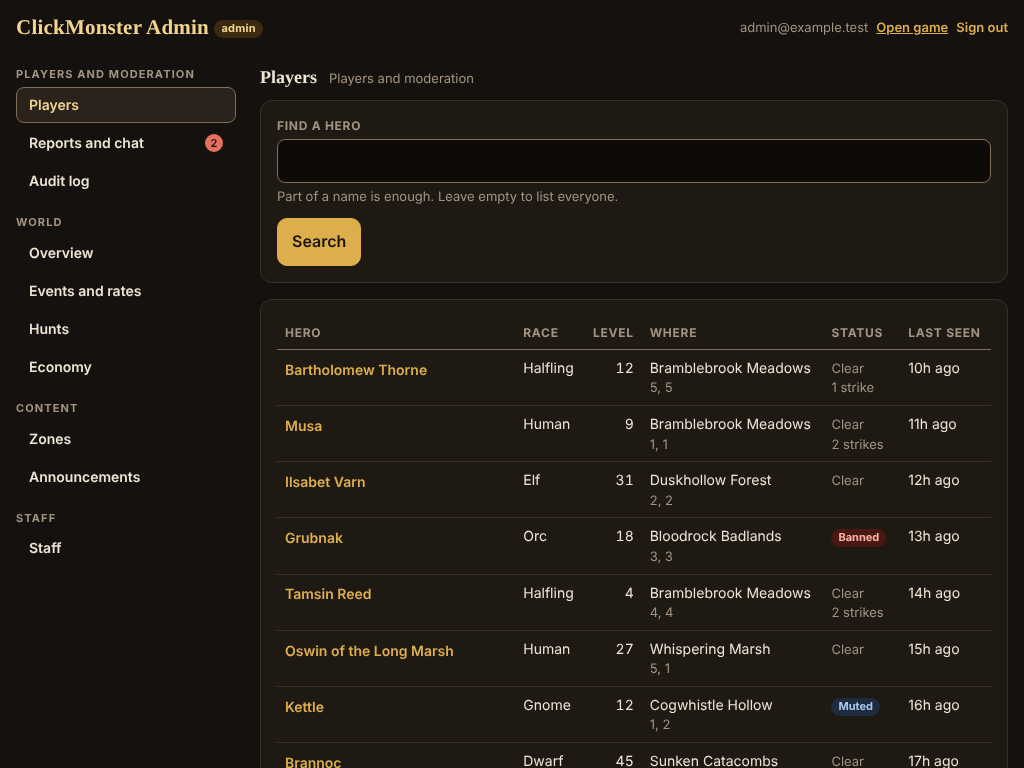 ClickMonster Admin admin
admin@example.test Open game Sign out
PLAYERS AND MODERATION
Players
Reports and chat 2
Audit log
WORLD
Overview
Events and rates
Hunts
Economy
CONTENT
Zones
Announcements
STAFF
Staff
Players Players and moderation
FIND A HERO
Part of a name is enough. Leave empty to list everyone.
Search
HERO RACE LEVEL WHERE STATUS LAST SEEN
Bartholomew Thorne Halfling 12 Bramblebrook Meadows Clear 10h ago
5, 5 1 strike
Musa Human 9 Bramblebrook Meadows Clear 11h ago
1, 1 2 strikes
Ilsabet Varn Elf 31 Duskhollow Forest Clear 12h ago
2, 2
Grubnak Orc 18 Bloodrock Badlands Banned 13h ago
3, 3
Tamsin Reed Halfling 4 Bramblebrook Meadows Clear 14h ago
4, 4 2 strikes
Oswin of the Long Marsh Human 27 Whispering Marsh Clear 15h ago
5, 1
Kettle Gnome 12 Cogwhistle Hollow Muted 16h ago
1, 2
Brannoc Dwarf 45 Sunken Catacombs Clear 17h ago